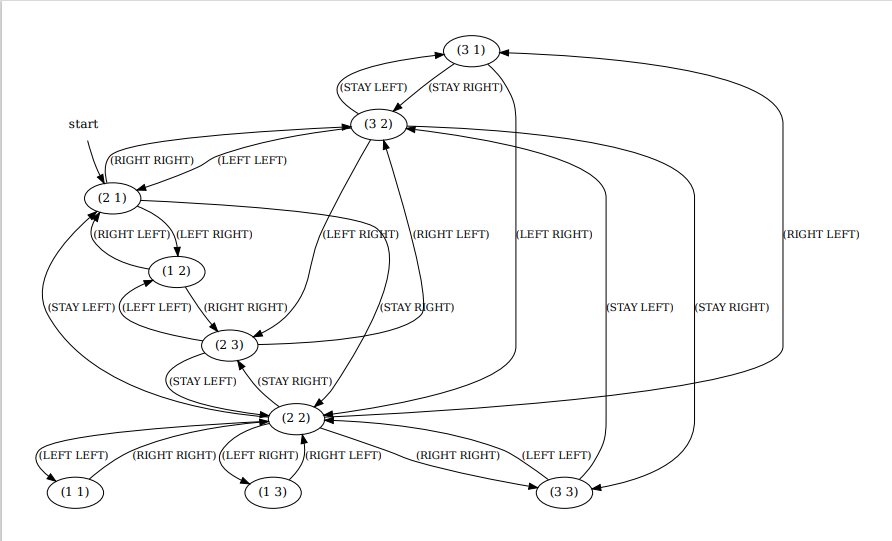 (3 1)
(STAY LEFT)
(STAY RIGHT)
start
(3 2)
(RIGHT RIGHT)
(LEFT LEFT)
(2 1)
(RIGHT LEFT)
(LEFT RIGHT)
(LEFT RIGHT)
(RIGHT LEFT)
(LEFT RIGHT)
(RIGHT LEFT)
(1 2)
(STAY LEFT)
(LEFT LEFT)
(RIGHT RIGHT)
(STAY RIGHT)
(STAY LEFT)
(STAY RIGHT)
(2 3)
(STAY LEFT)
(STAY RIGHT)
(2 2)
(LEFT LEFT)
(RIGHT RIGHT)
(LEFT RIGHT)
(RIGHT LEFT)
(RIGHT RIGHT)
(LEFT LEFT)
(1 1)
(1 3)
(3 3)